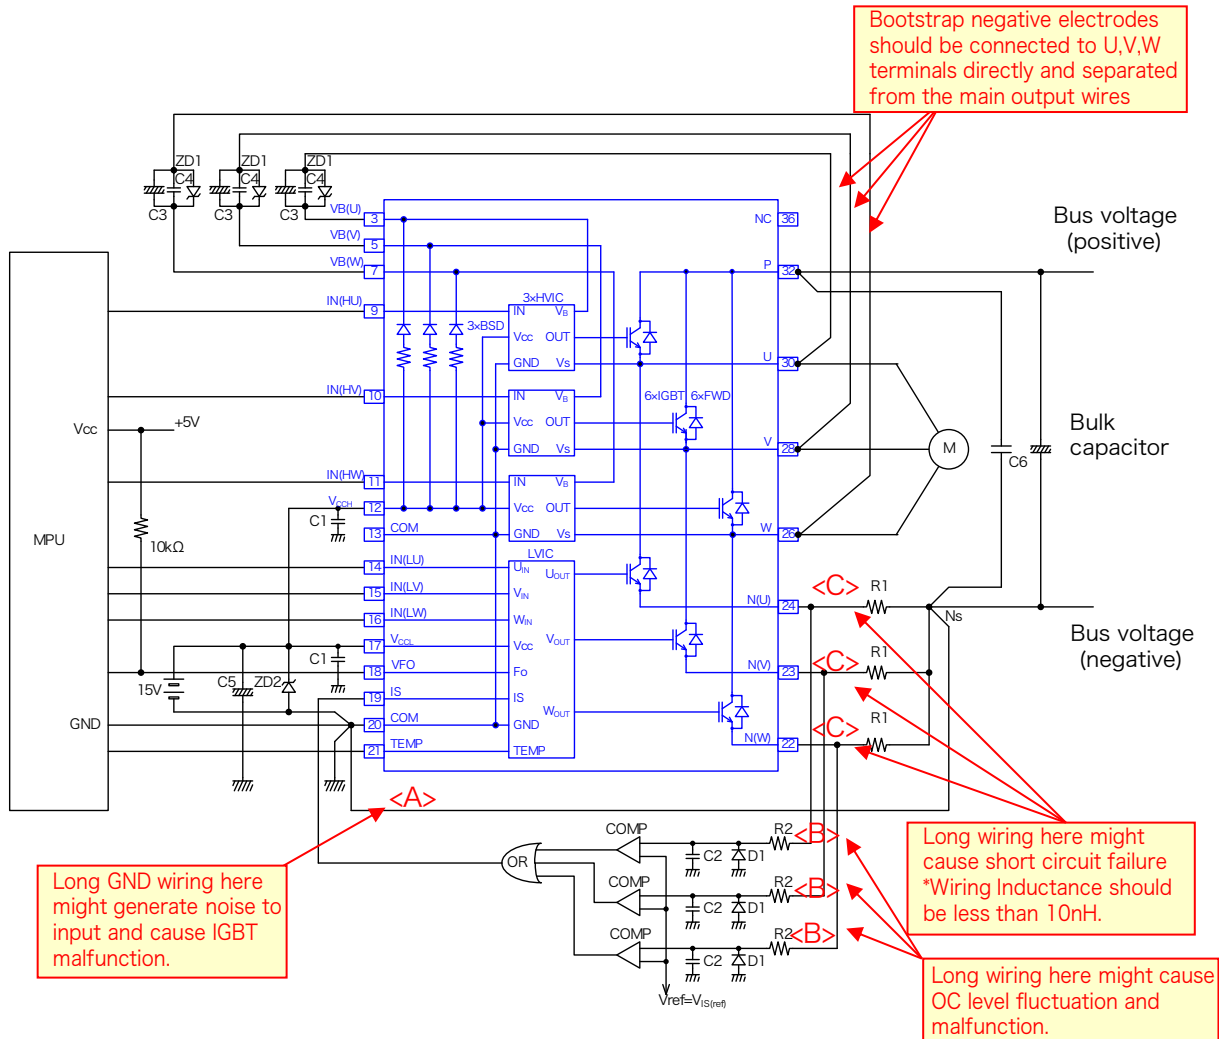 Bootstrap negative electrodes
should be connected to U,V,W
terminals directly and separated
from the main output wires
ZD1
C4
C3
ZD1
C4
C3
ZD1
C4
C3
VB(U)
3
VB(V)
5
VB(W)
7
NC
36
Bus voltage
(positive)
P
32
IN(HU)
9
3×BSD
3×HVIC
IN
VB
Vcc
OUT
GND
Vs
U
30
IN(HV)
10
IN
VB
Vcc
OUT
GND
Vs
6×IGBT
6×FWD
V
28
M
C6
Bulk
capacitor
Vcc
+5V
10kΩ
MPU
IN(HW)
11
VCCH
12
C1
COM
13
IN
VB
Vcc
OUT
GND
Vs
W
26
LVIC
IN(LU)
14
UIN
UOUT
IN(LV)
15
VIN
IN(LW)
16
WIN
VCCL
17
Vcc
VOUT
C1
VFO
18
Fo
15V
C5
ZD2
IS
19
IS
WOUT
GND
COM
20
GND
TEMP
21
TEMP
N(U)
24
<C>
R1
Ns
N(V)
23
<C>
R1
N(W)
22
<C>
R1
Bus voltage
(negative)
<A>
Long GND wiring here
might generate noise to
input and cause IGBT
malfunction.
OR
COMP
C2
D1
R2
<B>
COMP
C2
D1
R2
<B>
COMP
C2
D1
R2
<B>
Vref=VIS(ref)
Long wiring here might
cause short circuit failure
*Wiring Inductance should
be less than 10nH.
Long wiring here might cause
OC level fluctuation and
malfunction.